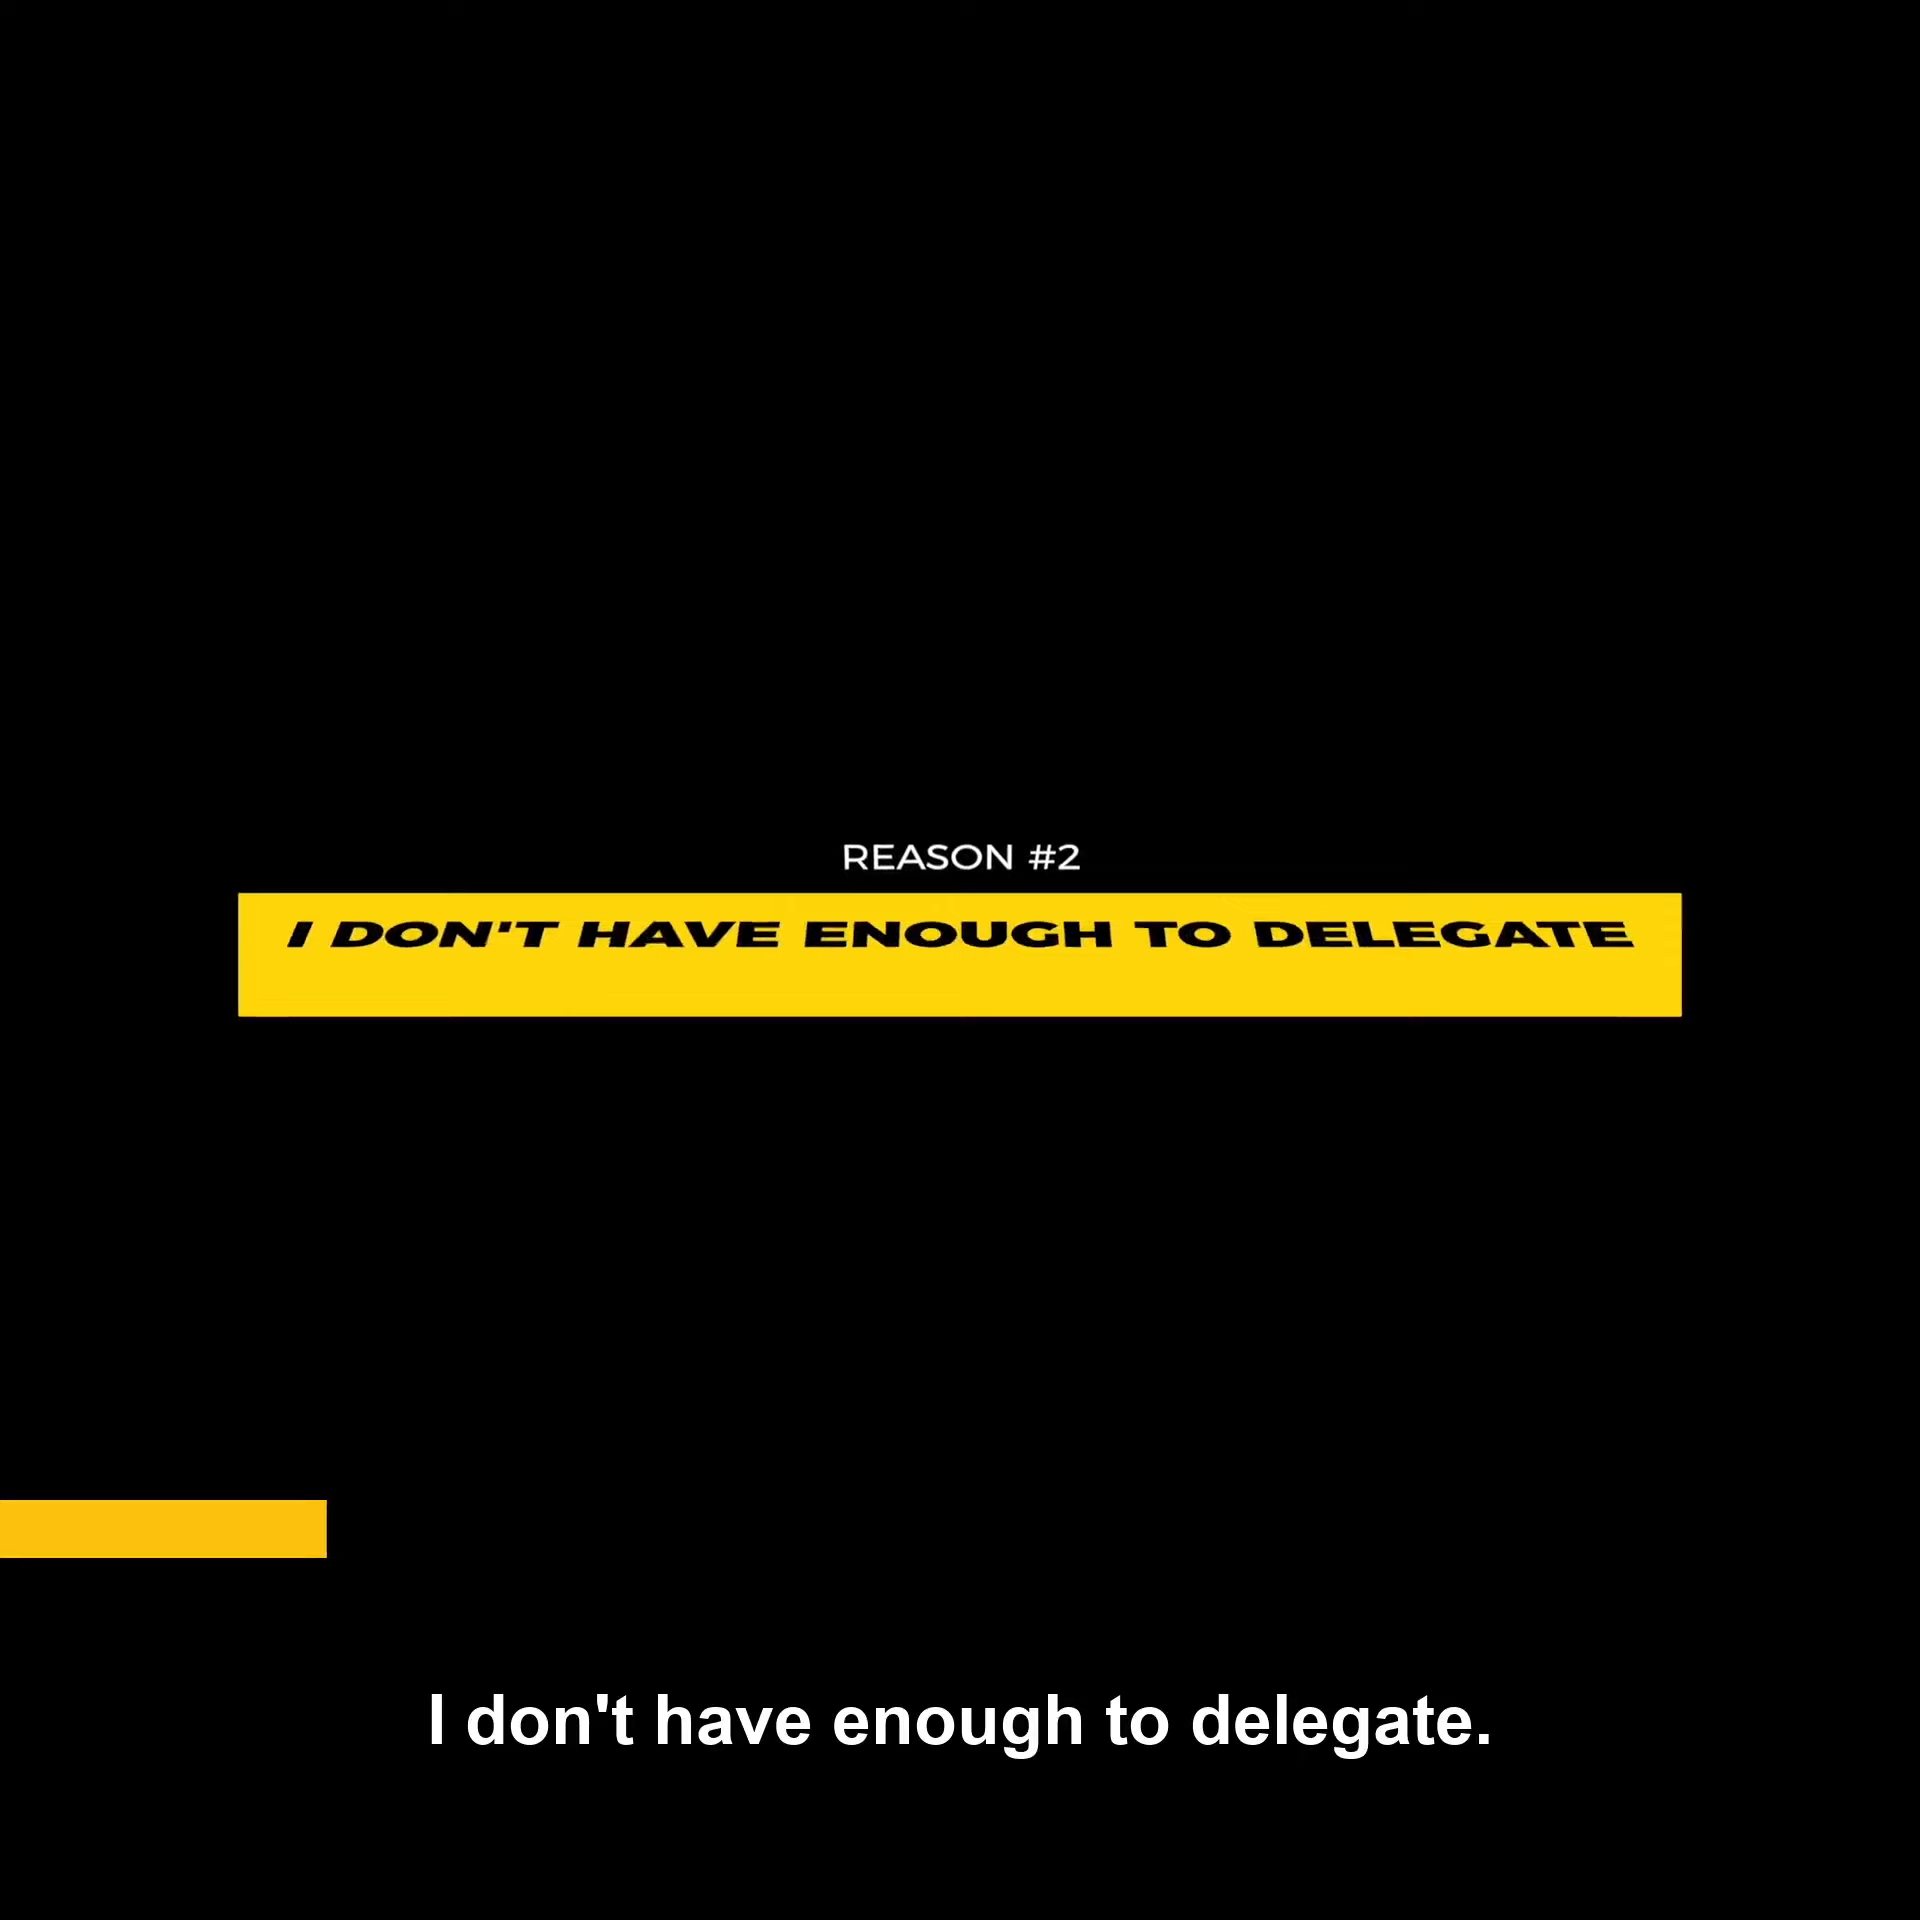 REASON #2
I DON'T HAVE ENOUGH TO DELEGATE
I don't have enough to delegate.